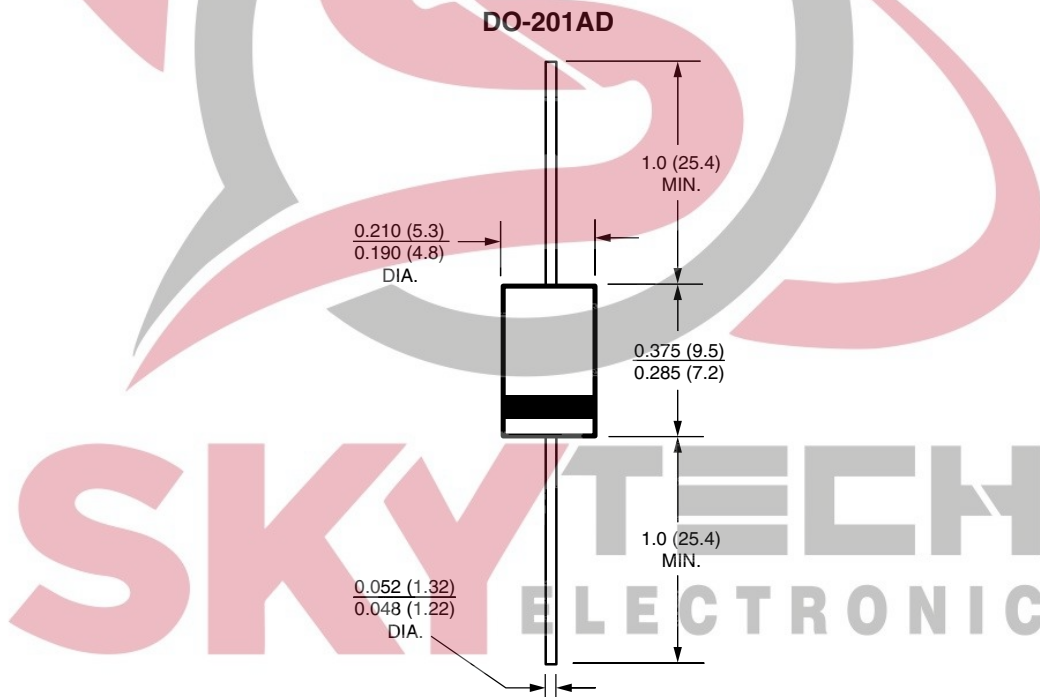 DO-201AD
1.0 (25.4)
MIN.
0.210 (5.3)
0.190 (4.8)
DIA.
0.375 (9.5)
0.285 (7.2)
1.0 (25.4)
MIN.
0.052 (1.32)
0.048 (1.22)
DIA.
SKYTECH
ELECTRONIC